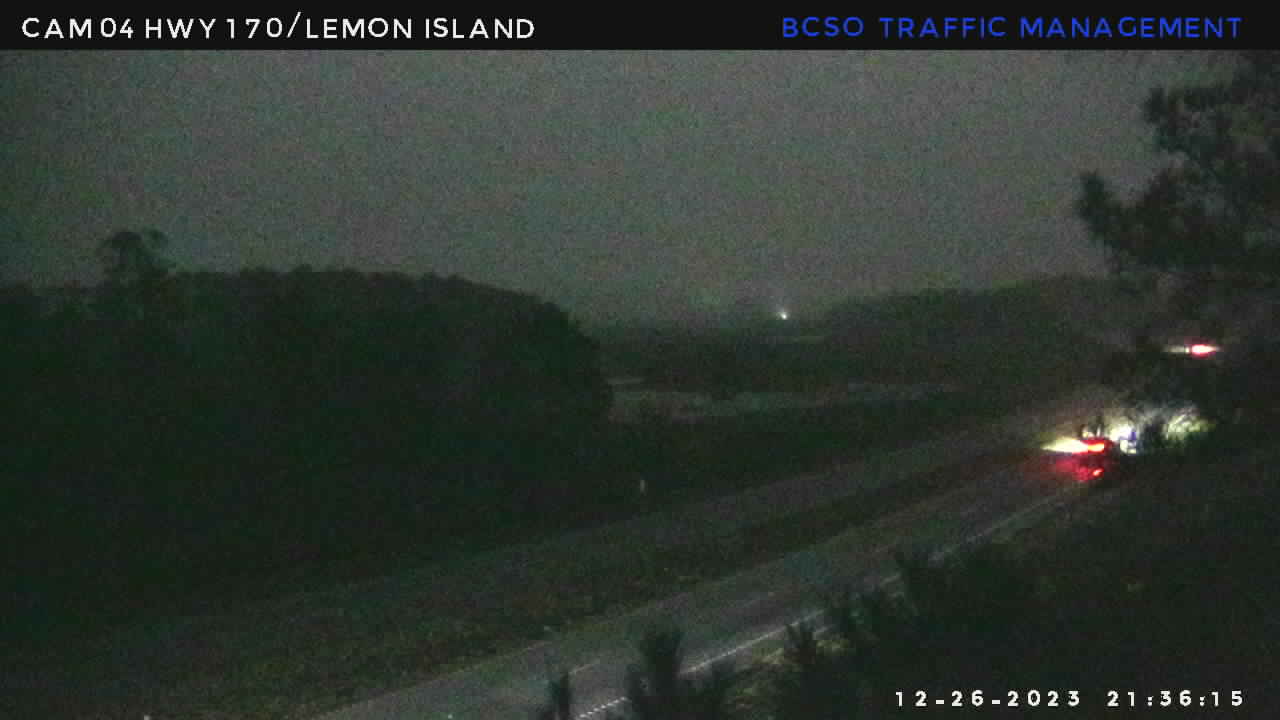 CAM04 HWY 170/LEMON ISLAND
BCSO TRAFFIC MANAGEMENT
12-26-2023 21:36:15